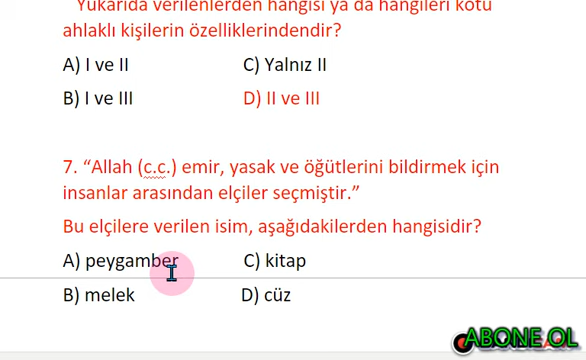 Yukarıda verilenlerden hangisi ya da hangileri kötü
ahlaklı kişilerin özelliklerindendir?
A) I ve II
C) Yalnız II
B) I ve III
D) II ve III
7. “Allah (c.c.) emir, yasak ve öğütlerini bildirmek için
insanlar arasından elçiler seçmiştir.”
Bu elçilere verilen isim, aşağıdakilerden hangisidir?
A) peygamber
C) kitap
B) melek
D) cüz
ABONE OL